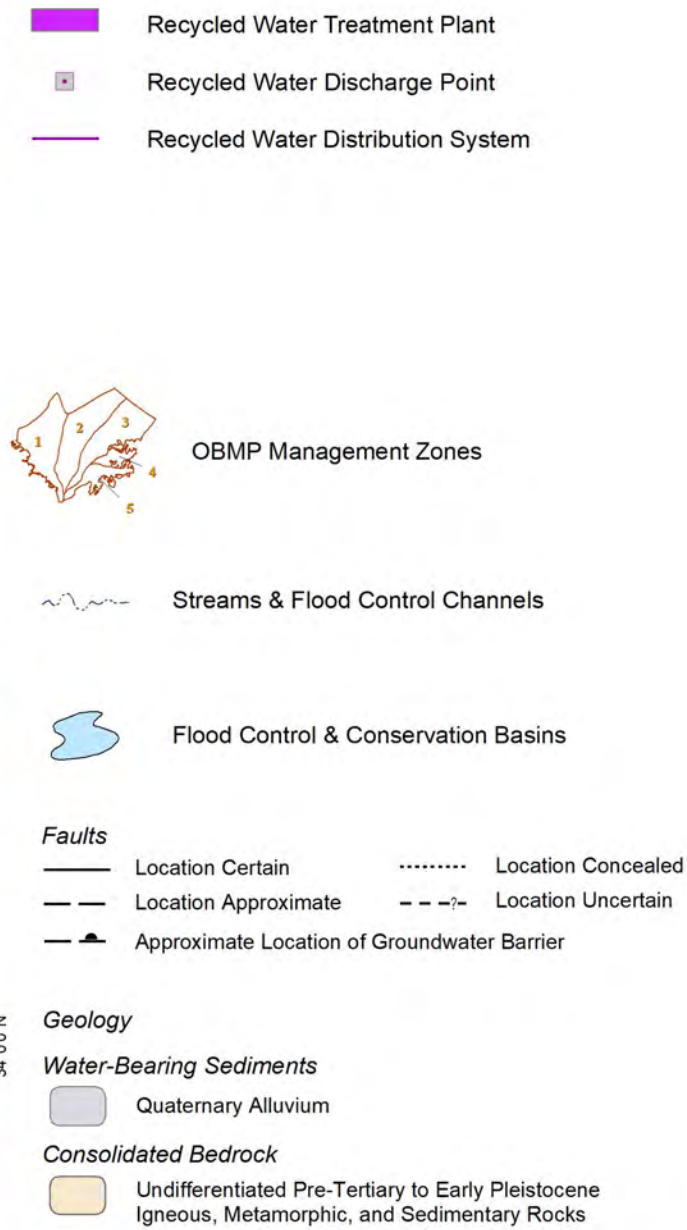 Recycled Water Treatment Plant
Recycled Water Discharge Point
Recycled Water Distribution System
1
2
3
OBMP Management Zones
4
5
Streams & Flood Control Channels
Flood Control & Conservation Basins
Faults
Location Certain
Location Concealed
Location Approximate
?
Location Uncertain
Approximate Location of Groundwater Barrier
Geology
Water-Bearing Sediments
Quaternary Alluvium
Consolidated Bedrock
Undifferentiated Pre-Tertiary to Early Pleistocene
Igneous, Metamorphic, and Sedimentary Rocks